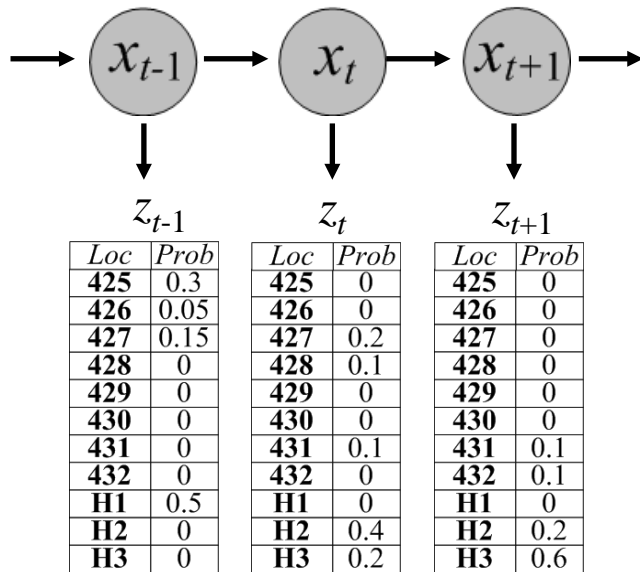 x_{t-1} x_t x_{t+1}
z_{t-1} z_t z_{t+1}
Loc Prob Loc Prob Loc Prob
425 0.3 425 0 425 0
426 0.05 426 0 426 0
427 0.15 427 0.2 427 0
428 0 428 0.1 428 0
429 0 429 0 429 0
430 0 430 0 430 0
431 0 431 0.1 431 0.1
432 0 432 0 432 0.1
H1 0.5 H1 0 H1 0
H2 0 H2 0.4 H2 0.2
H3 0 H3 0.2 H3 0.6